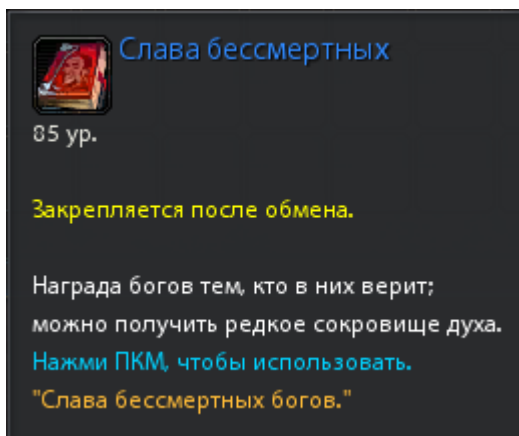 Слава бессмертных
85 ур.
Закрепляется после обмена.
Награда богов тем, кто в них верит;
можно получить редкое сокровище духа.
Нажми ПКМ, чтобы использовать.
"Слава бессмертных богов."